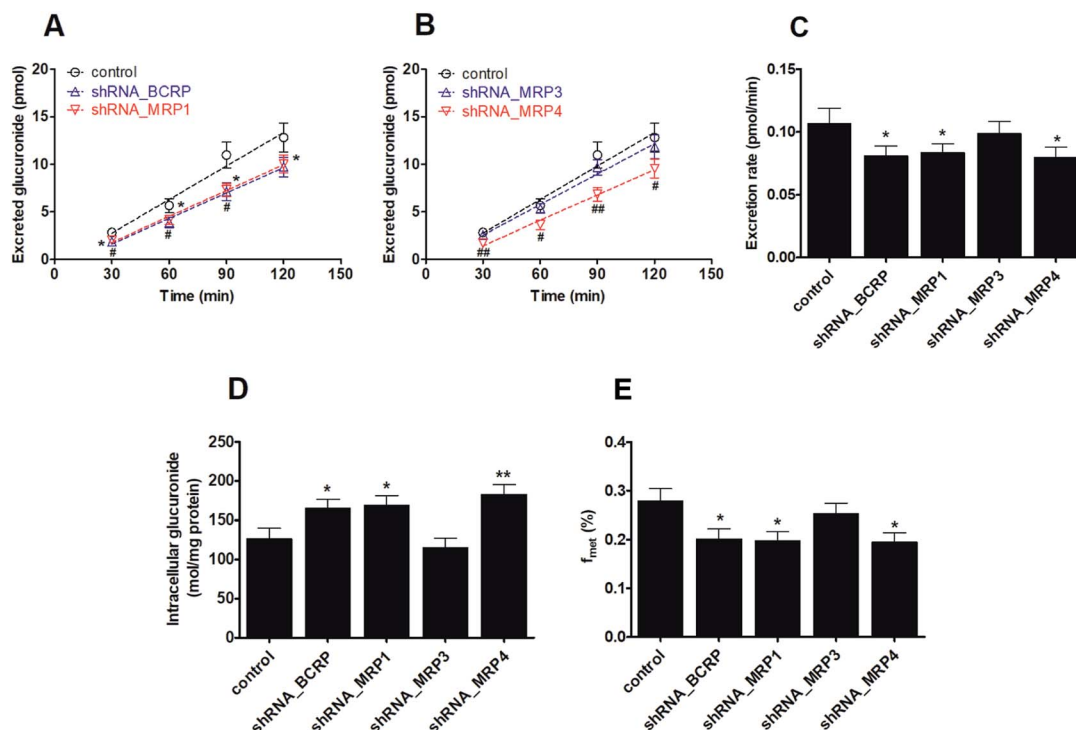 A
Excreted glucuronide (pmol)
20
15
10
5
0
control
shRNA_BCRP
shRNA_MRP1
*
#
*
#
*
#
*
0
30
60
90
120
150
Time (min)
B
Excreted glucuronide (pmol)
20
15
10
5
0
control
shRNA_MRP3
shRNA_MRP4
##
#
##
#
0
30
60
90
120
150
Time (min)
C
Excretion rate (pmol/min)
0.15
0.10
0.05
0.00
*
*
*
control
shRNA_BCRP
shRNA_MRP1
shRNA_MRP3
shRNA_MRP4
D
Intracellular glucuronide
(mol/mg protein)
250
200
150
100
50
0
*
*
**
control
shRNA_BCRP
shRNA_MRP1
shRNA_MRP3
shRNA_MRP4
E
fmet (%)
0.4
0.3
0.2
0.1
0.0
*
*
*
control
shRNA_BCRP
shRNA_MRP1
shRNA_MRP3
shRNA_MRP4